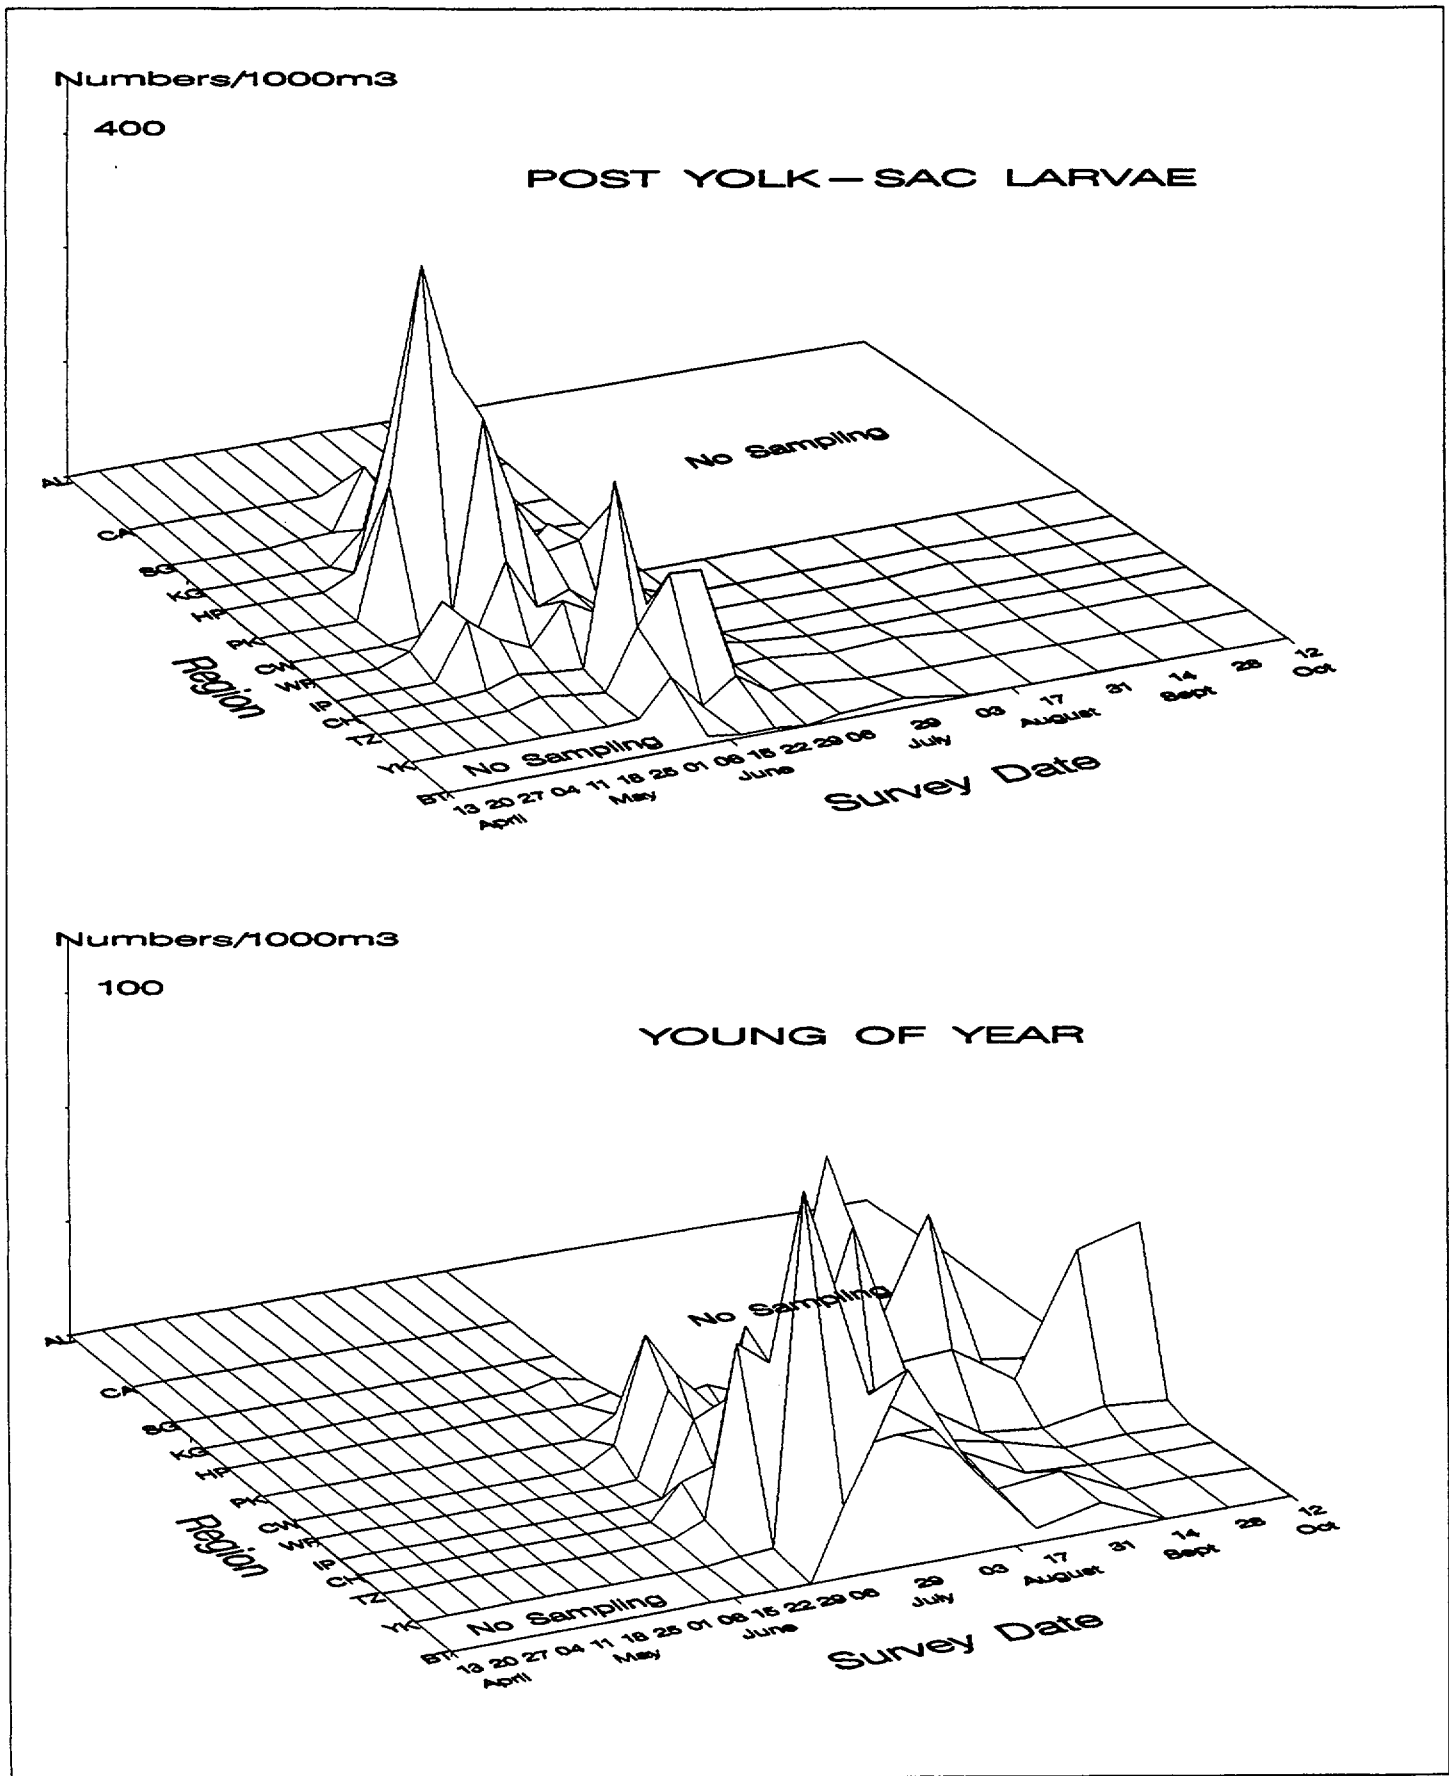 Numbers/1000m3
400
POST YOLK-SAC LARVAE
No Sampling
AL
CA
SG
KG
HP
PK
CW
WP
IP
CH
TZ
YK
BT
Region
No Sampling
13 20 27 04 11 18 25 01 08 15 22 29 06 29 03 17 31 14 28 12
April May June July August Sept Oct
Survey Date
Numbers/1000m3
100
YOUNG OF YEAR
No Sampling
AL
CA
SG
KG
HP
PK
CW
WP
IP
CH
TZ
YK
BT
Region
No Sampling
13 20 27 04 11 18 25 01 08 15 22 29 06 29 03 17 31 14 28 12
April May June July August Sept Oct
Survey Date